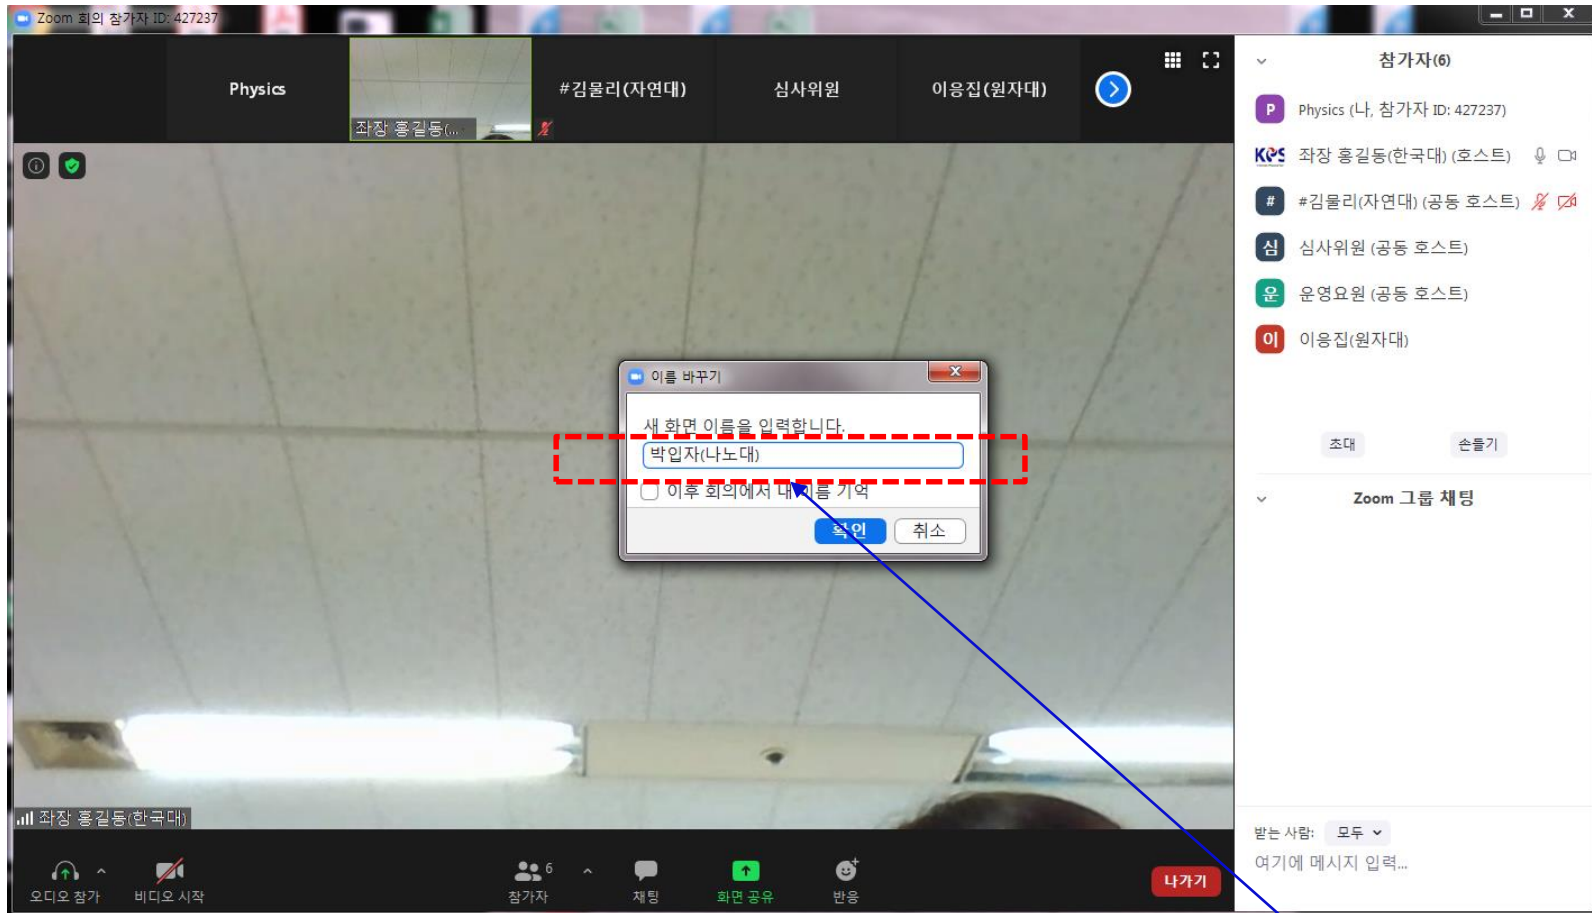 Zoom 회의 참가자 ID: 427237
Physics
좌장 홍길동(...
#김물리(자연대)
심사위원
이응집(원자대)
참가자(6)
P
Physics (나, 참가자 ID: 427237)
KPS
좌장 홍길동(한국대) (호스트)
#
#김물리(자연대) (공동 호스트)
심
심사위원 (공동 호스트)
운
운영요원 (공동 호스트)
이
이응집(원자대)
초대
손들기
Zoom 그룹 채팅
이름 바꾸기
새 화면 이름을 입력합니다.
박입자(나노대)
이후 회의에서 내 이름 기억
확인
취소
좌장 홍길동(한국대)
받는 사람: 모두
여기에 메시지 입력...
오디오 참가
비디오 시작
6
참가자
채팅
화면 공유
반응
나가기